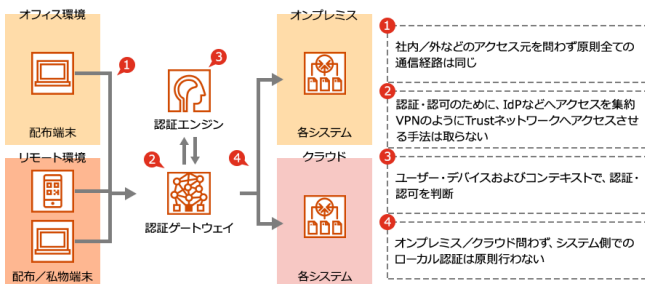 オフィス環境
配布端末
リモート環境
配布／私物端末
1
3
認証エンジン
2
認証ゲートウェイ
4
オンプレミス
各システム
クラウド
各システム
1
社内／外などのアクセス元を問わず原則全ての
通信経路は同じ
2
認証・認可のために、IdPなどへアクセスを集約
VPNのようにTrustネットワークへアクセスさせ
る手法は取らない
3
ユーザー・デバイスおよびコンテキストで、認証・
認可を判断
4
オンプレミス／クラウド問わず、システム側での
ローカル認証は原則行わない